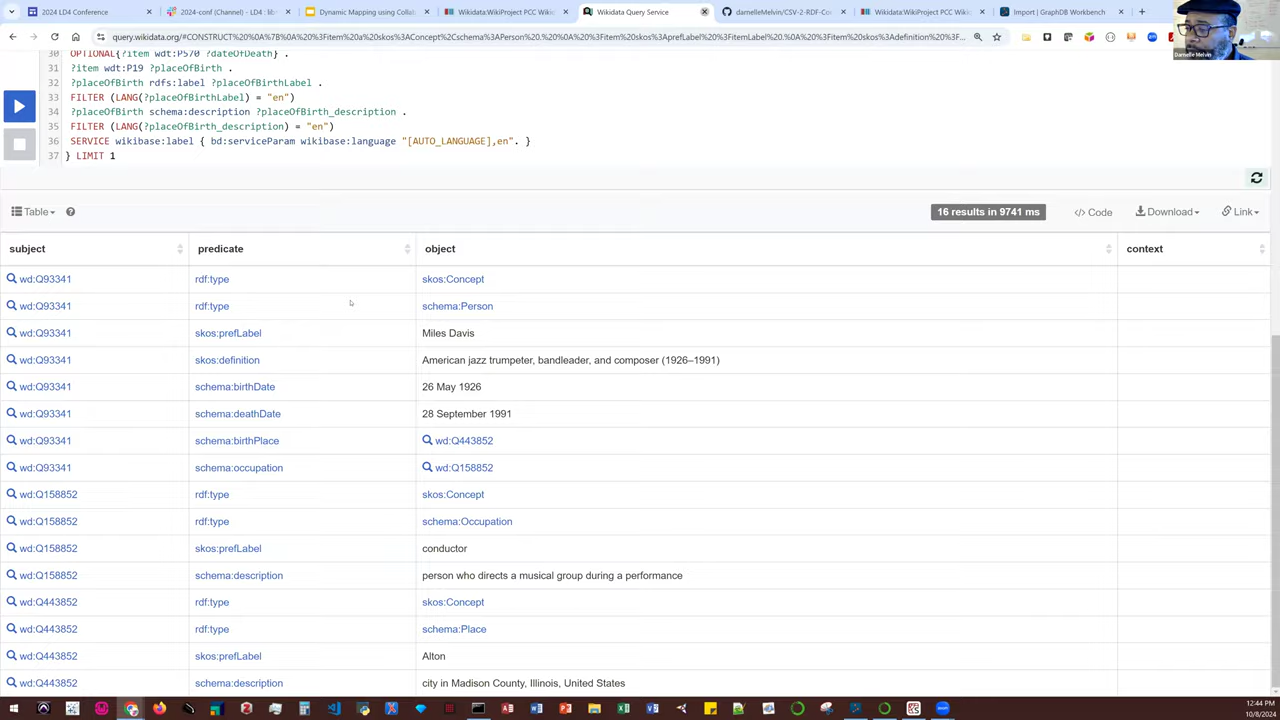 2024 LD4 Conference
2024-conf (Channel) - LD4 : lib
Dynamic Mapping using Collab
Wikidata:WikiProject PCC Wiki
Wikidata Query Service
darnelleMelvin/CSV-2-RDF-Co
Wikidata:WikiProject PCC Wiki
Import | GraphDB Workbench
Darnelle Melvin
query.wikidata.org/#CONSTRUCT%20%7B%0A%20%20%3Fitem%20a%20skos%3AConcept%2Cschema%3APerson%20.%20%0A%20%20%3Fitem%20skos%3AprefLabel%20%3FitemLabel%20.%0A%20%20%3Fitem%20skos%3Adefinition%20%3F...
30 OPTIONAL{?item wdt:P570 ?dateOfDeath} .
31 ?item wdt:P19 ?placeOfBirth .
32 ?placeOfBirth rdfs:label ?placeOfBirthLabel .
33 FILTER (LANG(?placeOfBirthLabel) = "en")
34 ?placeOfBirth schema:description ?placeOfBirth_description .
35 FILTER (LANG(?placeOfBirth_description) = "en")
36 SERVICE wikibase:label { bd:serviceParam wikibase:language "[AUTO_LANGUAGE],en". }
37 } LIMIT 1
Table
16 results in 9741 ms
</> Code
Download
Link
subject predicate object context
wd:Q93341 rdf:type skos:Concept
wd:Q93341 rdf:type schema:Person
wd:Q93341 skos:prefLabel Miles Davis
wd:Q93341 skos:definition American jazz trumpeter, bandleader, and composer (1926–1991)
wd:Q93341 schema:birthDate 26 May 1926
wd:Q93341 schema:deathDate 28 September 1991
wd:Q93341 schema:birthPlace wd:Q443852
wd:Q93341 schema:occupation wd:Q158852
wd:Q158852 rdf:type skos:Concept
wd:Q158852 rdf:type schema:Occupation
wd:Q158852 skos:prefLabel conductor
wd:Q158852 schema:description person who directs a musical group during a performance
wd:Q443852 rdf:type skos:Concept
wd:Q443852 rdf:type schema:Place
wd:Q443852 skos:prefLabel Alton
wd:Q443852 schema:description city in Madison County, Illinois, United States
12:44 PM
10/8/2024